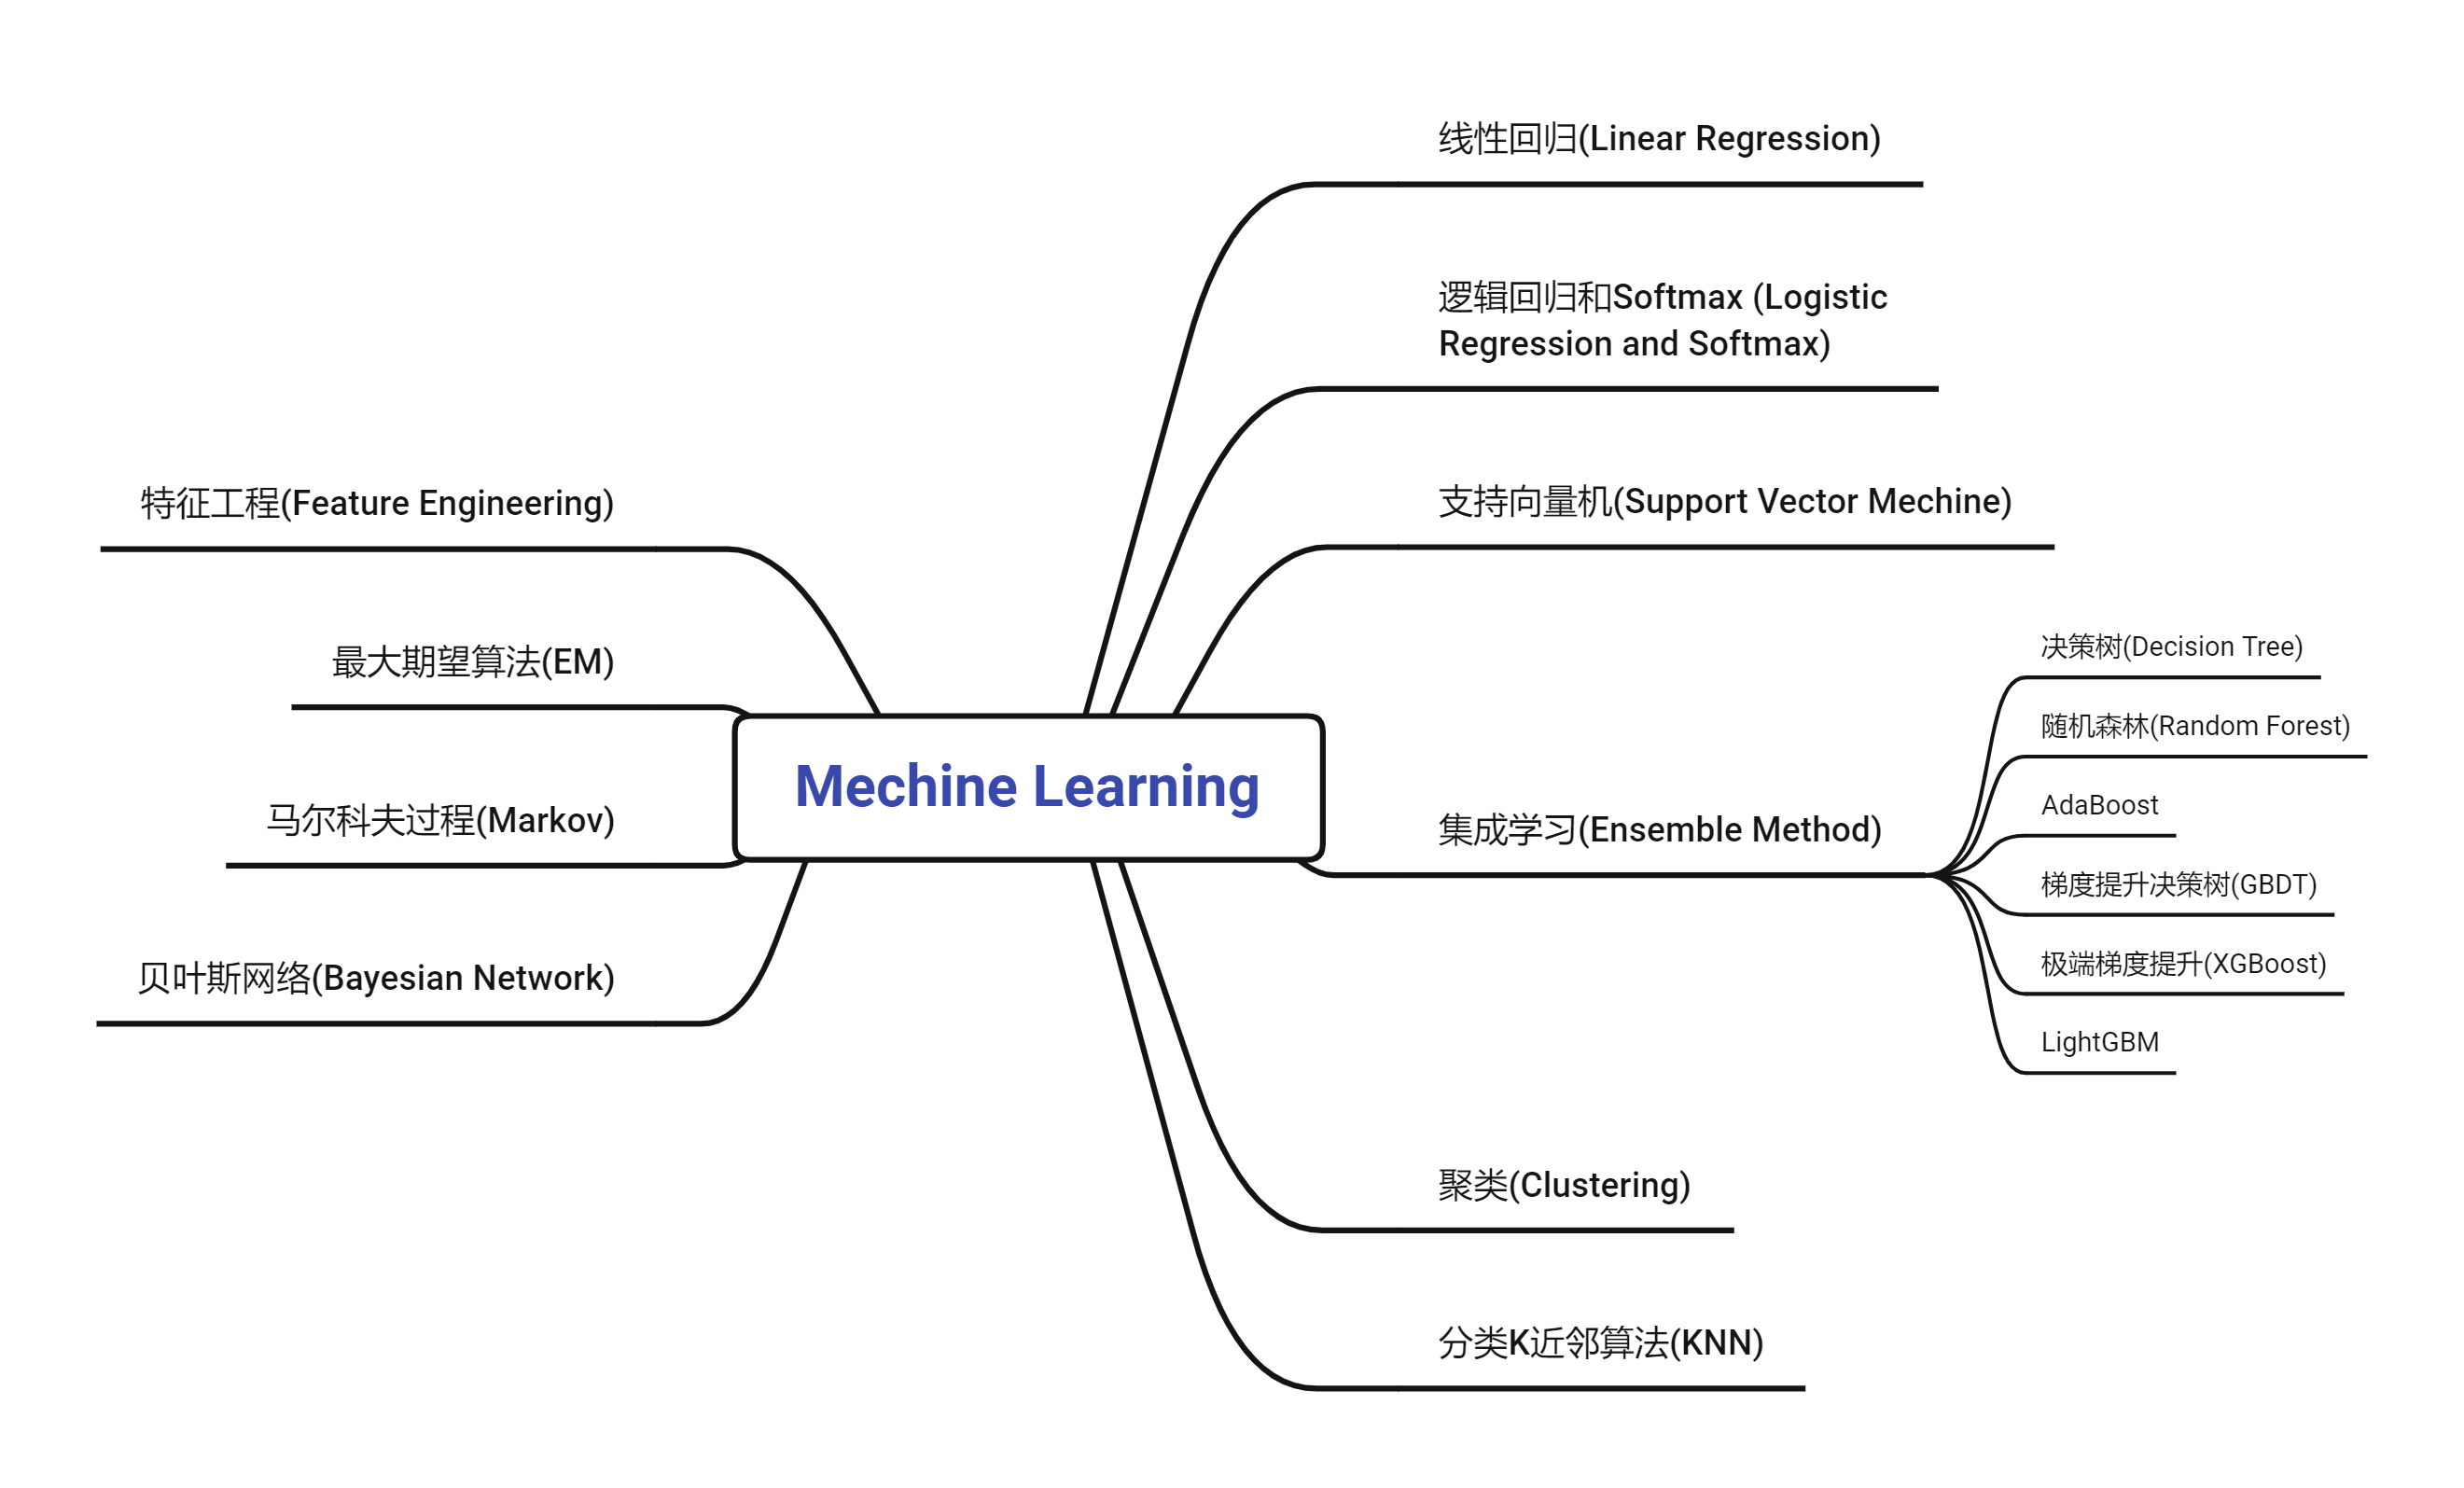 线性回归(Linear Regression)
逻辑回归和Softmax (Logistic
Regression and Softmax)
支持向量机(Support Vector Mechine)
特征工程(Feature Engineering)
最大期望算法(EM)
马尔科夫过程(Markov)
贝叶斯网络(Bayesian Network)
Mechine Learning
集成学习(Ensemble Method)
决策树(Decision Tree)
随机森林(Random Forest)
AdaBoost
梯度提升决策树(GBDT)
极端梯度提升(XGBoost)
LightGBM
聚类(Clustering)
分类K近邻算法(KNN)